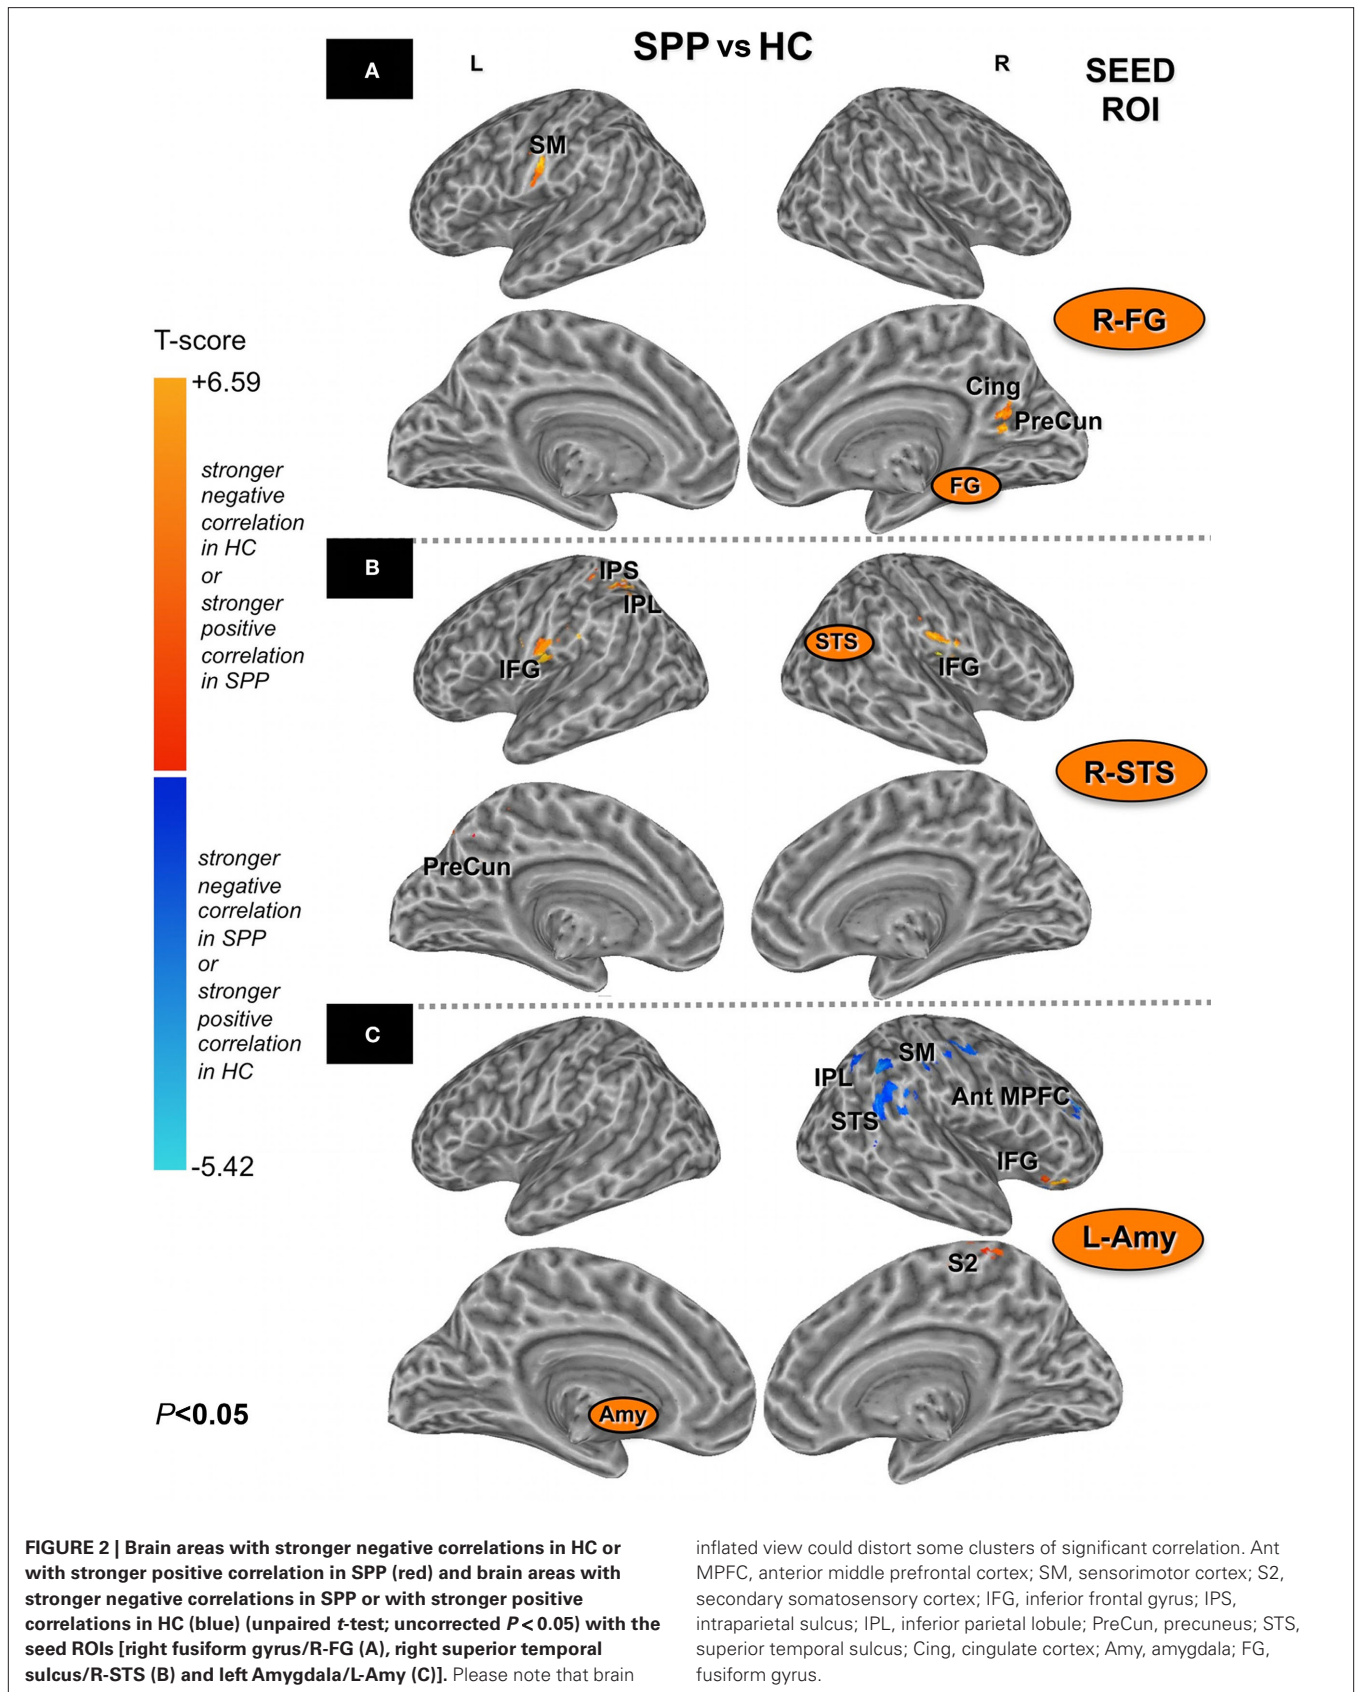 SPP vs HC
A
L
R
SEED
ROI
SM
R-FG
Cing
PreCun
FG
T-score
+6.59
stronger
negative
correlation
in HC
or
stronger
positive
correlation
in SPP
stronger
negative
correlation
in SPP
or
stronger
positive
correlation
in HC
-5.42
P<0.05
B
IPS
IPL
IFG
STS
IFG
R-STS
PreCun
C
SM
IPL
Ant MPFC
STS
IFG
L-Amy
S2
Amy
FIGURE 2 | Brain areas with stronger negative correlations in HC or
with stronger positive correlation in SPP (red) and brain areas with
stronger negative correlations in SPP or with stronger positive
correlations in HC (blue) (unpaired t-test; uncorrected P < 0.05) with the
seed ROIs [right fusiform gyrus/R-FG (A), right superior temporal
sulcus/R-STS (B) and left Amygdala/L-Amy (C)]. Please note that brain
inflated view could distort some clusters of significant correlation. Ant
MPFC, anterior middle prefrontal cortex; SM, sensorimotor cortex; S2,
secondary somatosensory cortex; IFG, inferior frontal gyrus; IPS,
intraparietal sulcus; IPL, inferior parietal lobule; PreCun, precuneus; STS,
superior temporal sulcus; Cing, cingulate cortex; Amy, amygdala; FG,
fusiform gyrus.